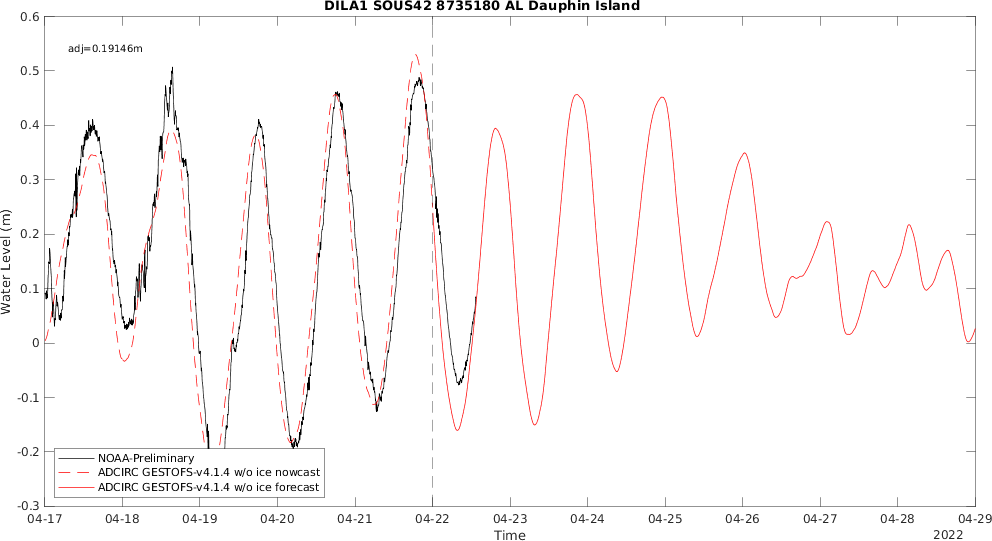 DILA1 SOUS42 8735180 AL Dauphin Island
adj=0.19146m
Water Level (m)
0.6
0.5
0.4
0.3
0.2
0.1
0
-0.1
-0.2
-0.3
NOAA-Preliminary
ADCIRC GESTOFS-v4.1.4 w/o ice nowcast
ADCIRC GESTOFS-v4.1.4 w/o ice forecast
04-17 04-18 04-19 04-20 04-21 04-22 04-23 04-24 04-25 04-26 04-27 04-28 04-29
Time
2022